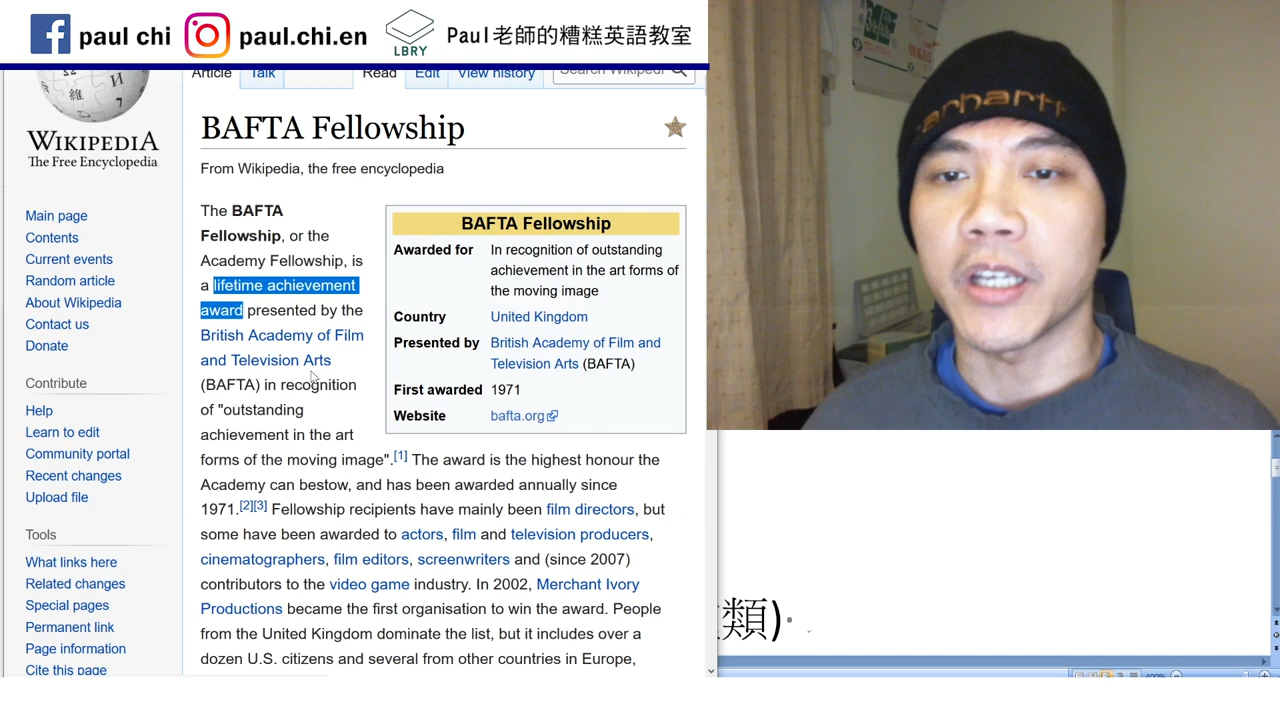 paul chi
paul.chi.en
LBRY
Paul老師的糟糕英語教室
Article
Talk
Read
Edit
View history
Search Wikipedi
WIKIPEDIA
The Free Encyclopedia
Main page
Contents
Current events
Random article
About Wikipedia
Contact us
Donate
Contribute
Help
Learn to edit
Community portal
Recent changes
Upload file
Tools
What links here
Related changes
Special pages
Permanent link
Page information
Cite this page
BAFTA Fellowship
From Wikipedia, the free encyclopedia
The BAFTA
Fellowship, or the
Academy Fellowship, is
a lifetime achievement
award presented by the
British Academy of Film
and Television Arts
(BAFTA) in recognition
of "outstanding
achievement in the art
forms of the moving image".[1] The award is the highest honour the
Academy can bestow, and has been awarded annually since
1971.[2][3] Fellowship recipients have mainly been film directors, but
some have been awarded to actors, film and television producers,
cinematographers, film editors, screenwriters and (since 2007)
contributors to the video game industry. In 2002, Merchant Ivory
Productions became the first organisation to win the award. People
from the United Kingdom dominate the list, but it includes over a
dozen U.S. citizens and several from other countries in Europe,
BAFTA Fellowship
Awarded for In recognition of outstanding
achievement in the art forms of
the moving image
Country United Kingdom
Presented by British Academy of Film and
Television Arts (BAFTA)
First awarded 1971
Website bafta.org
carhartt
類)
400%